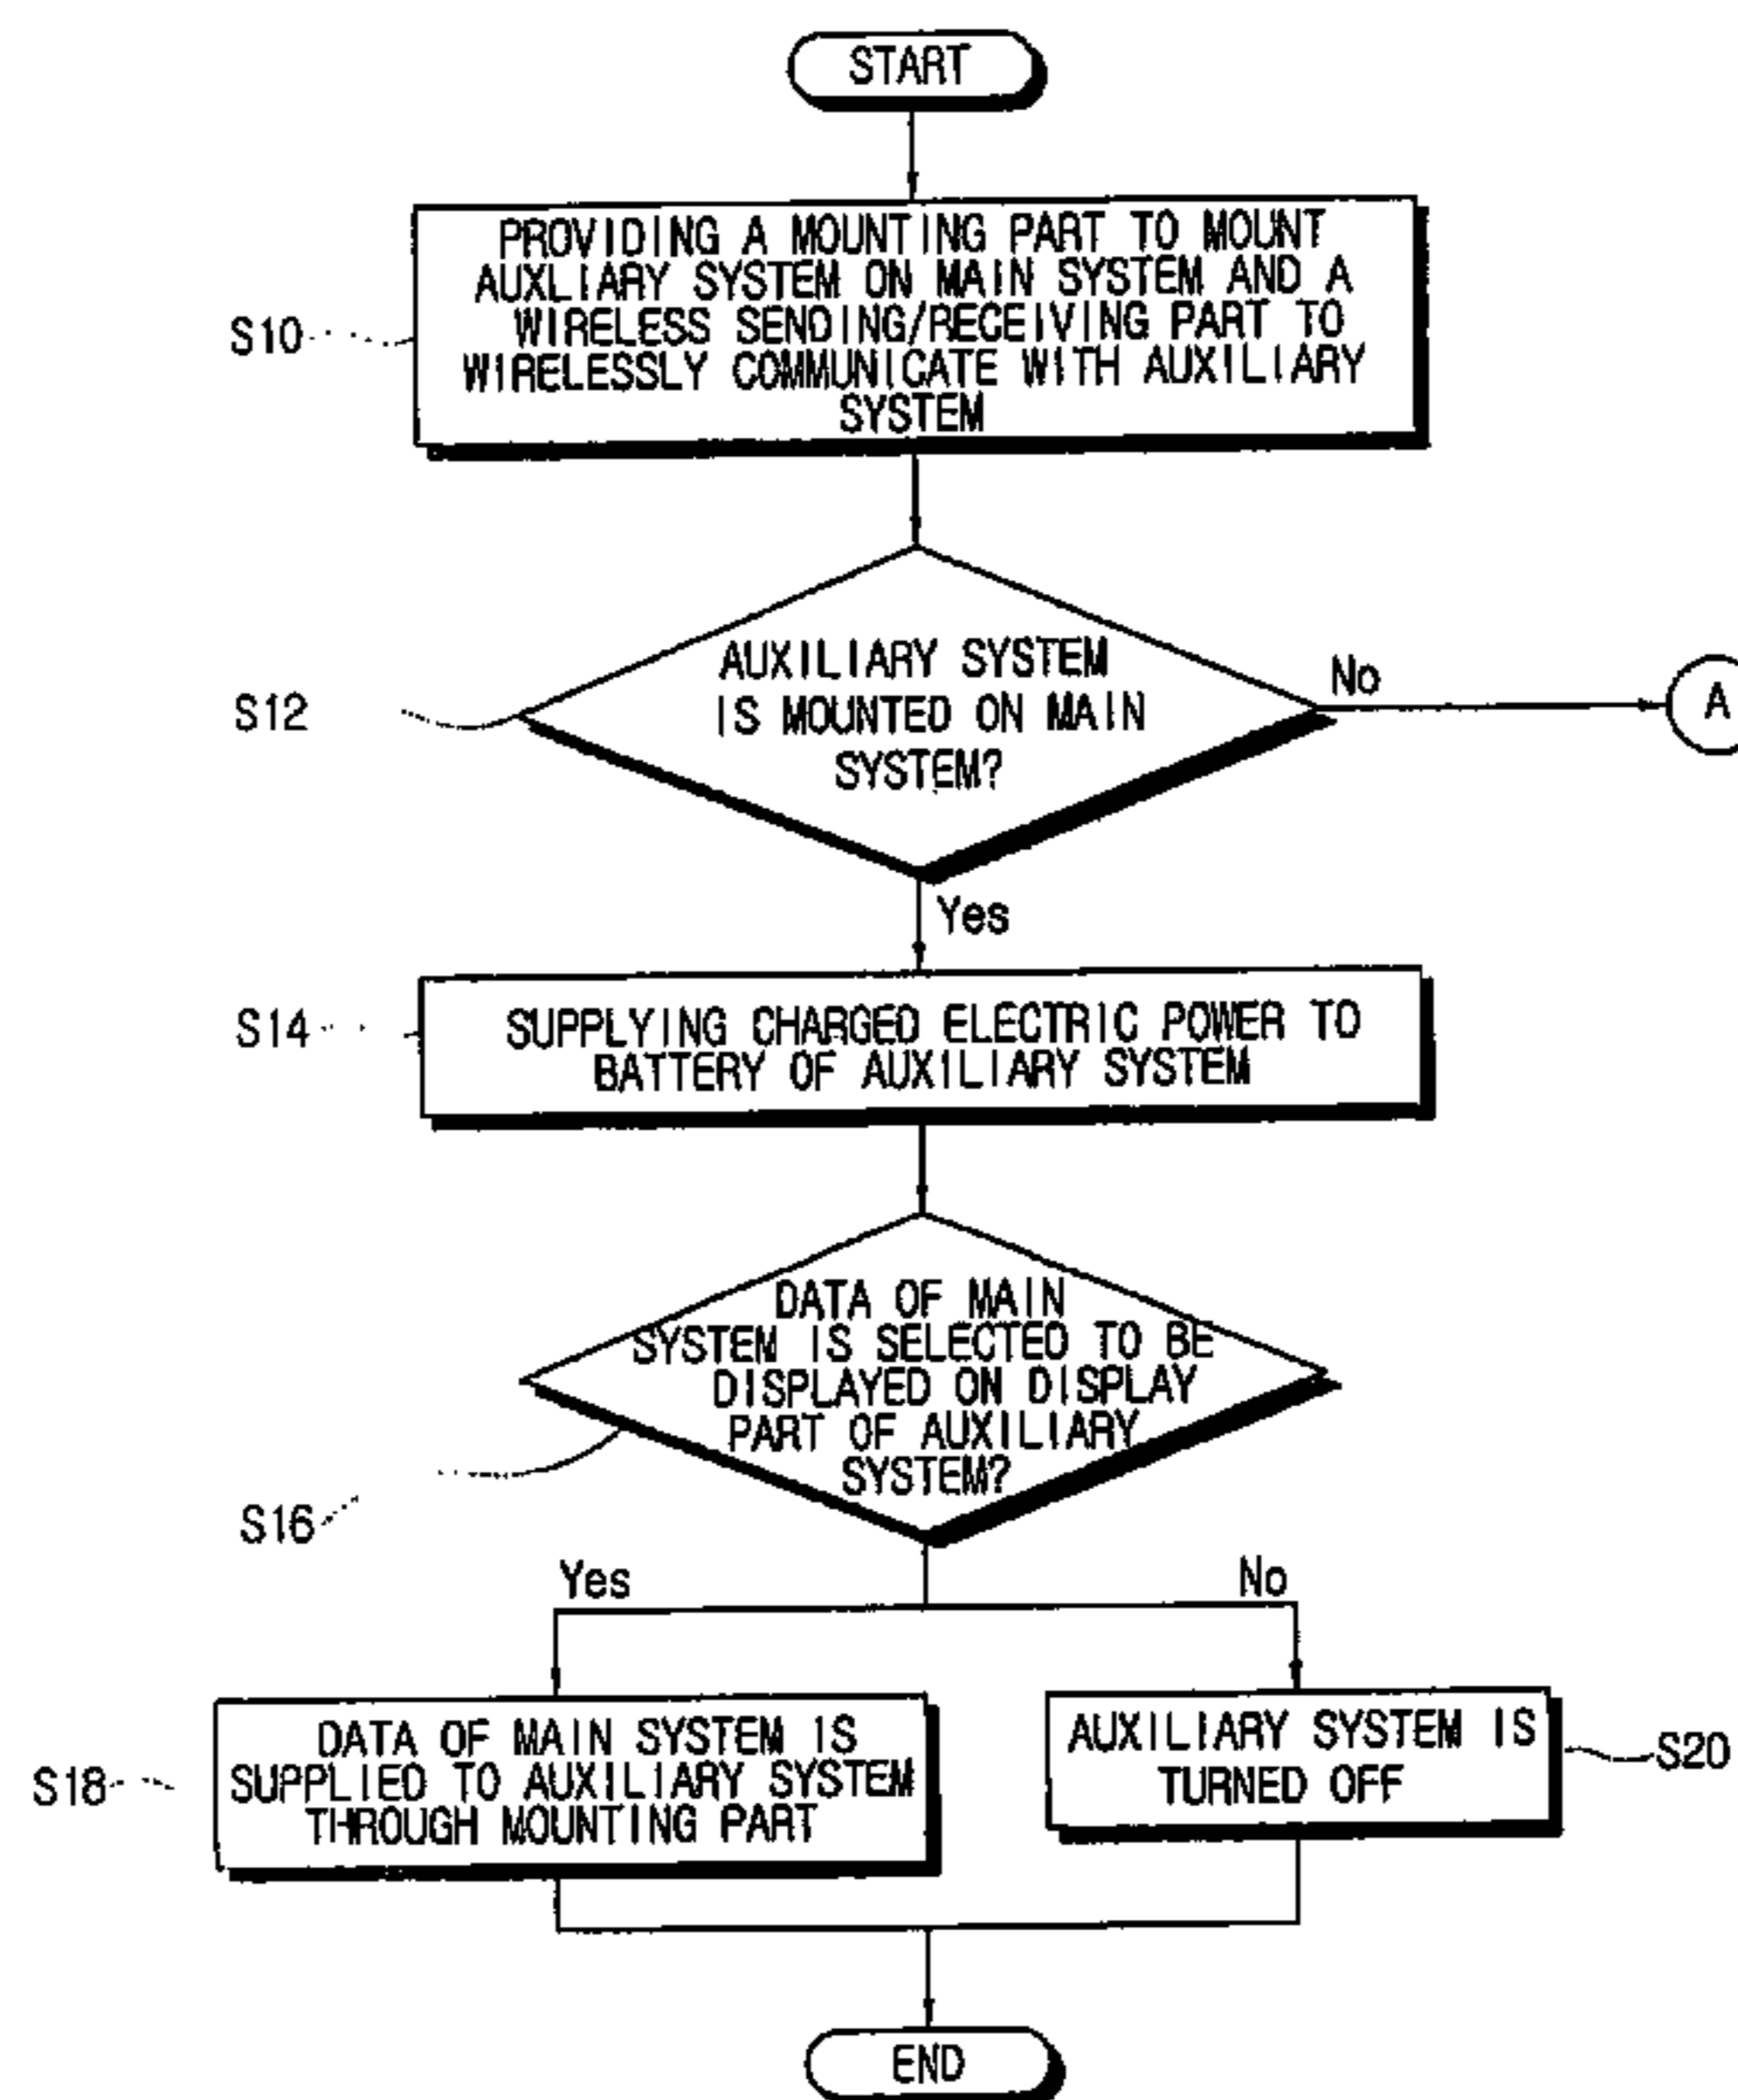 START
S10
PROVIDING A MOUNTING PART TO MOUNT
AUXLIARY SYSTEM ON MAIN SYSTEM AND A
WIRELESS SENDING/RECEIVING PART TO
WIRELESSLY COMMUNICATE WITH AUXILIARY
SYSTEM
S12
AUXILIARY SYSTEM
IS MOUNTED ON MAIN
SYSTEM?
No
A
Yes
S14
SUPPLYING CHARGED ELECTRIC POWER TO
BATTERY OF AUXILIARY SYSTEM
S16
DATA OF MAIN
SYSTEM IS SELECTED TO BE
DISPLAYED ON DISPLAY
PART OF AUXILIARY
SYSTEM?
Yes
No
S18
DATA OF MAIN SYSTEM IS
SUPPLIED TO AUXILIARY SYSTEM
THROUGH MOUNTING PART
AUXILIARY SYSTEM IS
TURNED OFF
S20
END